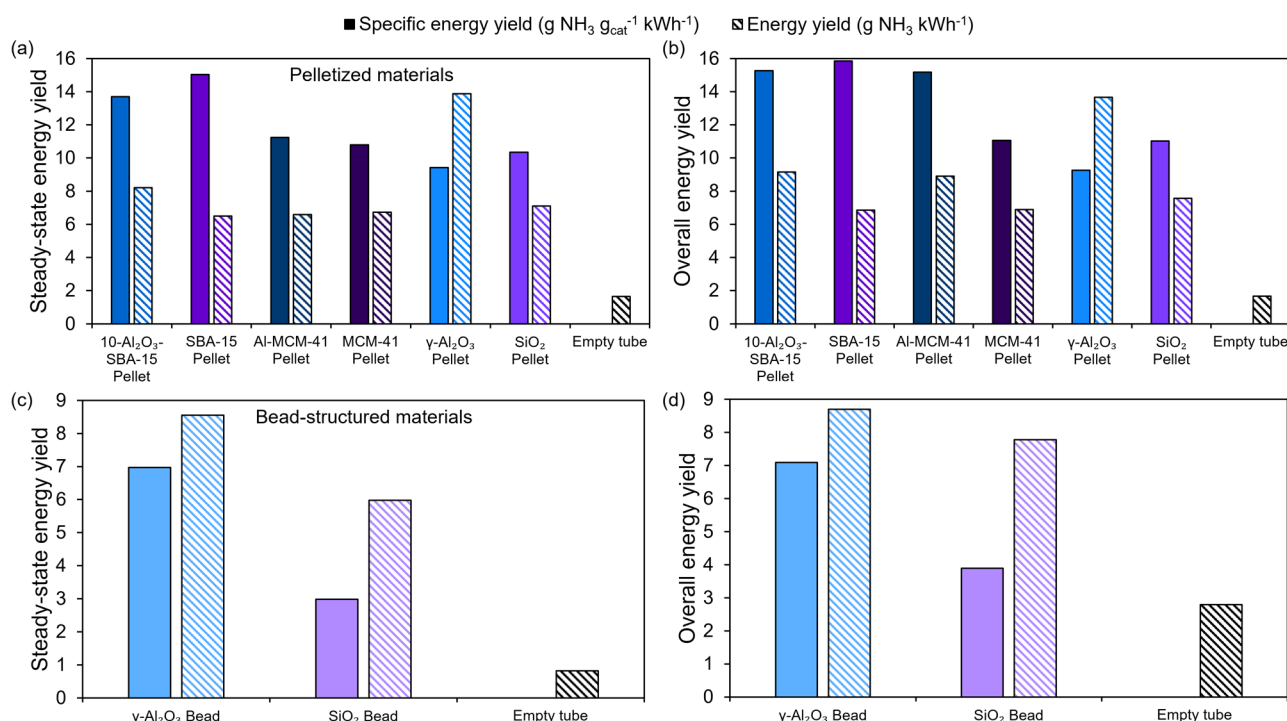 ■ Specific energy yield (g NH₃ g_cat⁻¹ kWh⁻¹) Energy yield (g NH₃ kWh⁻¹)
(a)
Pelletized materials
Steady-state energy yield
16
14
12
10
8
6
4
2
0
10-Al₂O₃-
SBA-15
Pellet
SBA-15
Pellet
Al-MCM-41
Pellet
MCM-41
Pellet
γ-Al₂O₃
Pellet
SiO₂
Pellet
Empty tube
(b)
Overall energy yield
16
14
12
10
8
6
4
2
0
10-Al₂O₃-
SBA-15
Pellet
SBA-15
Pellet
Al-MCM-41
Pellet
MCM-41
Pellet
γ-Al₂O₃
Pellet
SiO₂
Pellet
Empty tube
(c)
Bead-structured materials
Steady-state energy yield
9
8
7
6
5
4
3
2
1
0
γ-Al₂O₃ Bead
SiO₂ Bead
Empty tube
(d)
Overall energy yield
9
8
7
6
5
4
3
2
1
0
γ-Al₂O₃ Bead
SiO₂ Bead
Empty tube